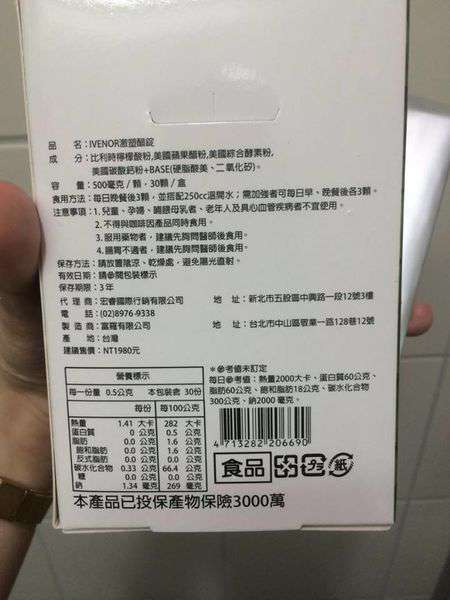 品　　名：IVENOR激塑醋錠
成　　分：比利時檸檬酸粉,美國蘋果醋粉,美國綜合酵素粉,
美國碳酸鈣粉+BASE(硬脂酸美、二氧化矽)。
容　　量：500毫克/顆，30顆/盒
食用方法：每日晚餐後3顆，並搭配250cc溫開水；需加強者可每日早、晚餐後各3顆。
注意事項：1.兒童、孕婦、哺餵母乳者、老年人及具心血管疾病者不宜使用。
2.不得與咖啡因產品同時食用。
3.服用藥物者，建議先詢問醫師後食用。
4.腸胃不適者，建議先詢問醫師後食用。
保存方法：請放置陰涼、乾燥處，避免陽光直射。
有效日期：請參閱包裝標示
保存期限：3年
代 理 商：宏睿國際行銷有限公司　地　址：新北市五股區中興路一段12號3樓
電　　話：(02)8976-9338
製 造 商：富羅有限公司　地　址：台北市中山區敬業一路128巷12號
產　　地：台灣
建議售價：NT1980元
營養標示
每一份量 0.5公克　本包裝含 30份
每份　每100公克
熱量　1.41 大卡　282 大卡
蛋白質　0 公克　0.5 公克
脂肪　0.0 公克　1.6 公克
飽和脂肪　0.0 公克　1.6 公克
反式脂肪　0.0 公克　0.0 公克
碳水化合物　0.33 公克　66.4 公克
糖　0.0 公克　0.0 公克
鈉　1.34 毫克　269 毫克
*參考值未訂定
每日參考值：熱量2000大卡、蛋白質60公克、
脂肪60公克、飽和脂肪18公克、碳水化合物
300公克、鈉2000 毫克。
4 713282 206690
食品 紙
本產品已投保產物保險3000萬